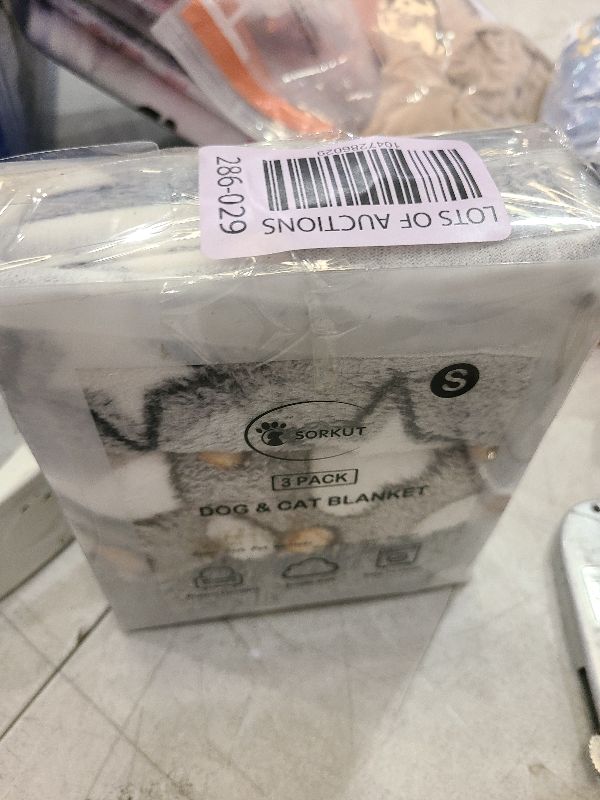 1047286029
LOTS OF AUCTIONS
286-029
S
SORKUT
3 PACK
DOG & CAT BLANKET